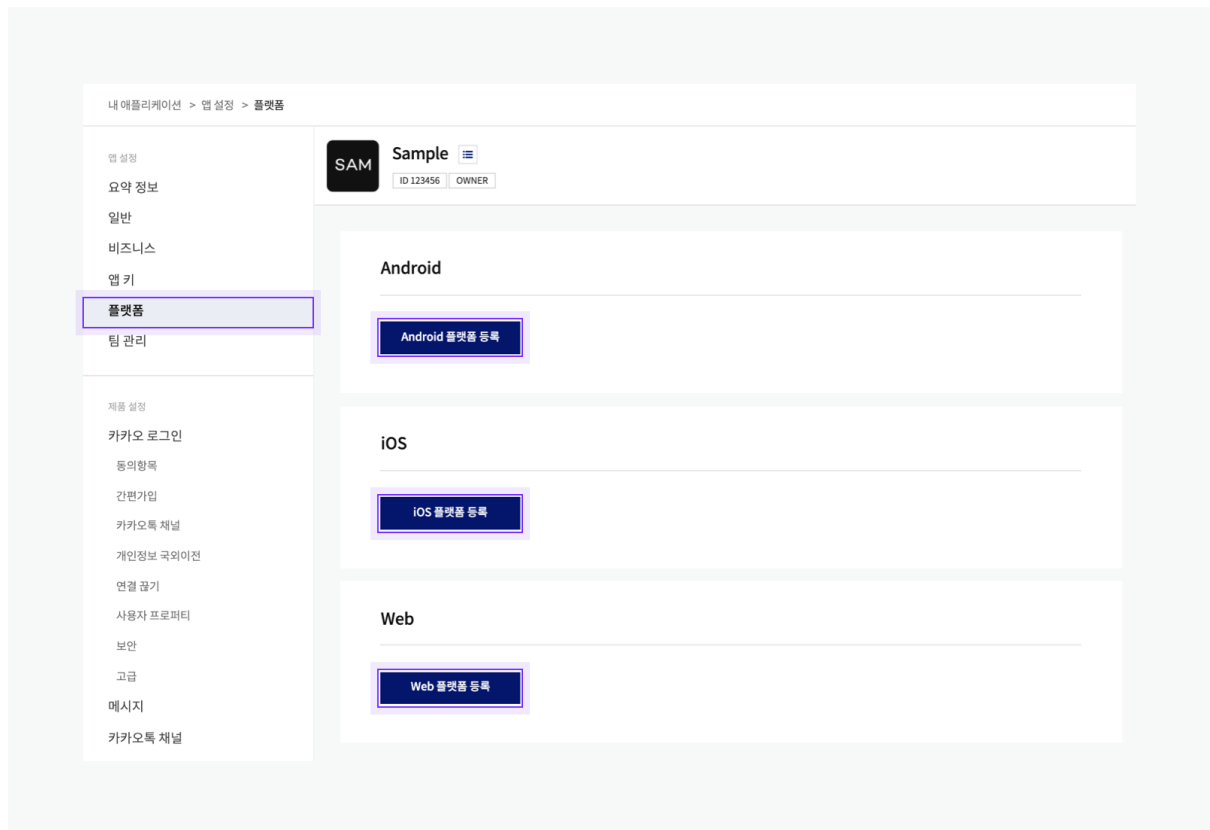 내 애플리케이션 > 앱 설정 > 플랫폼
앱 설정
요약 정보
일반
비즈니스
앱 키
플랫폼
팀 관리
제품 설정
카카오 로그인
동의항목
간편가입
카카오톡 채널
개인정보 국외이전
연결 끊기
사용자 프로퍼티
보안
고급
메시지
카카오톡 채널
SAM
Sample
ID 123456 OWNER
Android
Android 플랫폼 등록
iOS
iOS 플랫폼 등록
Web
Web 플랫폼 등록